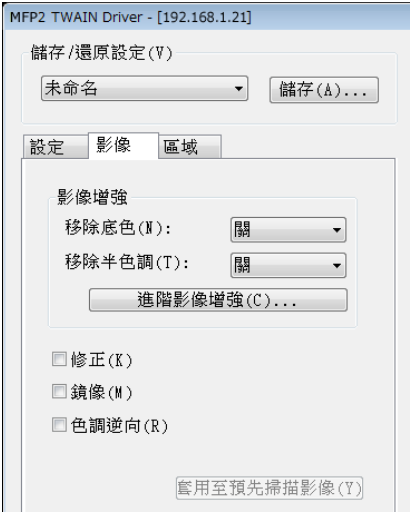 MFP2 TWAIN Driver - [192.168.1.21]
儲存/還原設定(V)
未命名 儲存(A)...
設定 影像 區域
影像增強
移除底色(N): 關
移除半色調(T): 關
進階影像增強(C)...
修正(K)
鏡像(M)
色調逆向(R)
套用至預先掃描影像(Y)